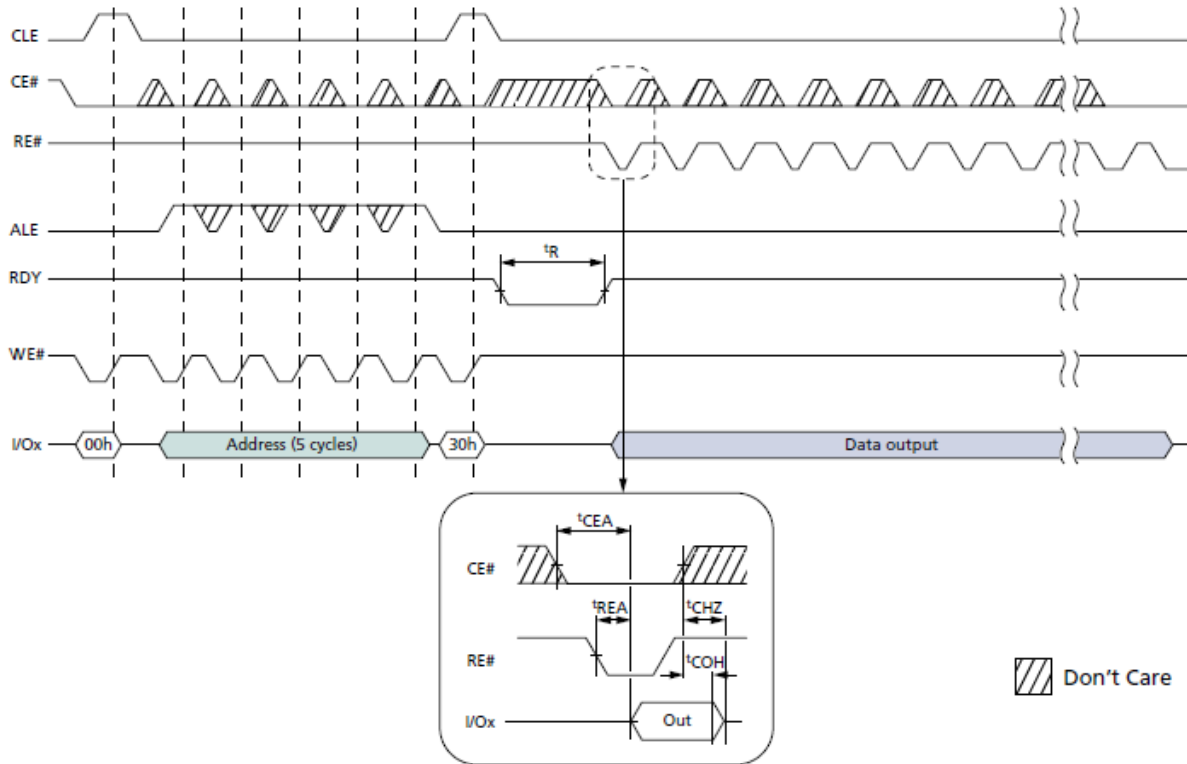 CLE
CE#
RE#
ALE
tR
RDY
WE#
I/Ox 00h Address (5 cycles) 30h Data output
tCEA
CE#
tREA tCHZ
RE# tCOH
I/Ox Out
Don't Care